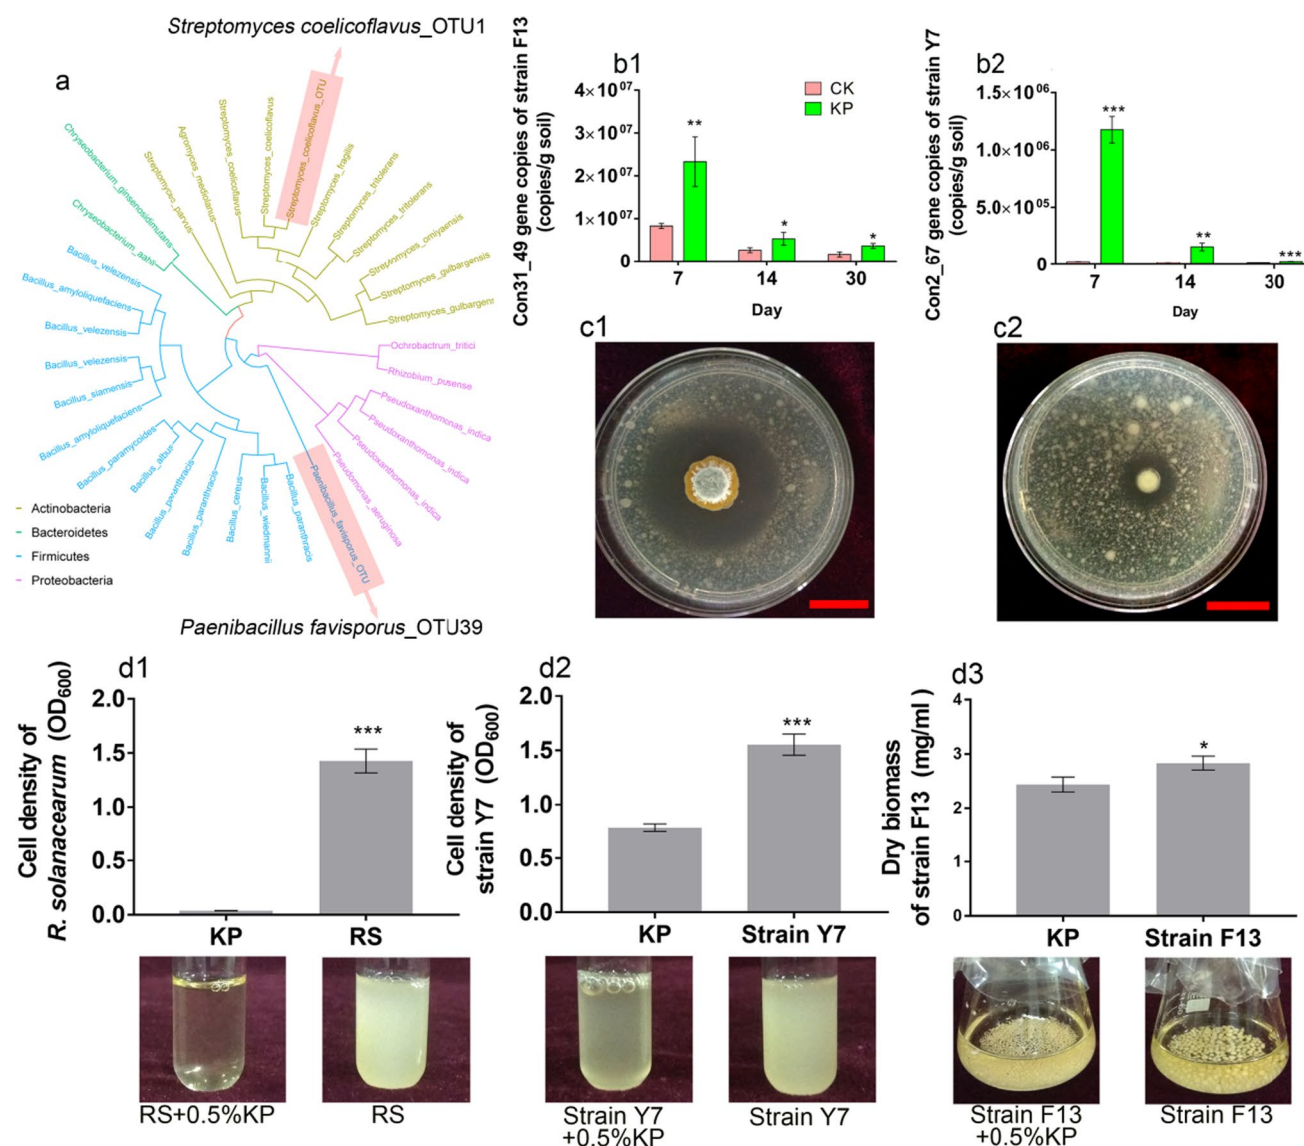 Streptomyces coelicoflavus_OTU1
a
Chryseobacterium_ginsenosidimutans
Chryseobacterium_aahli
Streptomyces_parvus
Agromyces_mediolanus
Streptomyces_coelicoflavus
Streptomyces_coelicoflavus
Streptomyces_coelicoflavus_OTU
Streptomyces_fragilis
Streptomyces_tritolerans
Streptomyces_tritolerans
Streptomyces_omiyaensis
Streptomyces_gulbargensis
Streptomyces_gulbargens
Ochrobactrum_tritici
Rhizobium_pusense
Pseudoxanthomonas_indica
Pseudoxanthomonas_indica
Pseudoxanthomonas_indica
Pseudomonas_aeruginosa
Paenibacillus_favisporus_OTU
Bacillus_paranthracis
Bacillus_wiedmannii
Bacillus_cereus
Bacillus_paranthracis
Bacillus_paranthracis
Bacillus_albus
Bacillus_paramycoides
Bacillus_amyloliquefaciens
Bacillus_siamensis
Bacillus_velezensis
Bacillus_velezensis
Bacillus_amyloliquefaciens
Bacillus_velezensis
Actinobacteria
Bacteroidetes
Firmicutes
Proteobacteria
Paenibacillus favisporus_OTU39
b1
Con31_49 gene copies of strain F13
(copies/g soil)
4×10^07
3×10^07
2×10^07
1×10^07
0
CK
KP
**
*
*
7 14 30
Day
b2
Con2_67 gene copies of strain Y7
(copies/g soil)
1.5×10^06
1.0×10^06
5.0×10^05
0
***
**
***
7 14 30
Day
c1
c2
d1
Cell density of
R. solanacearum (OD600)
2.0
1.5
1.0
0.5
0.0
***
KP RS
RS+0.5%KP
RS
d2
Cell density of
strain Y7 (OD600)
2.0
1.5
1.0
0.5
0.0
***
KP Strain Y7
Strain Y7
+0.5%KP
Strain Y7
d3
Dry biomass
of strain F13 (mg/ml)
4
3
2
1
0
*
KP Strain F13
Strain F13
+0.5%KP
Strain F13